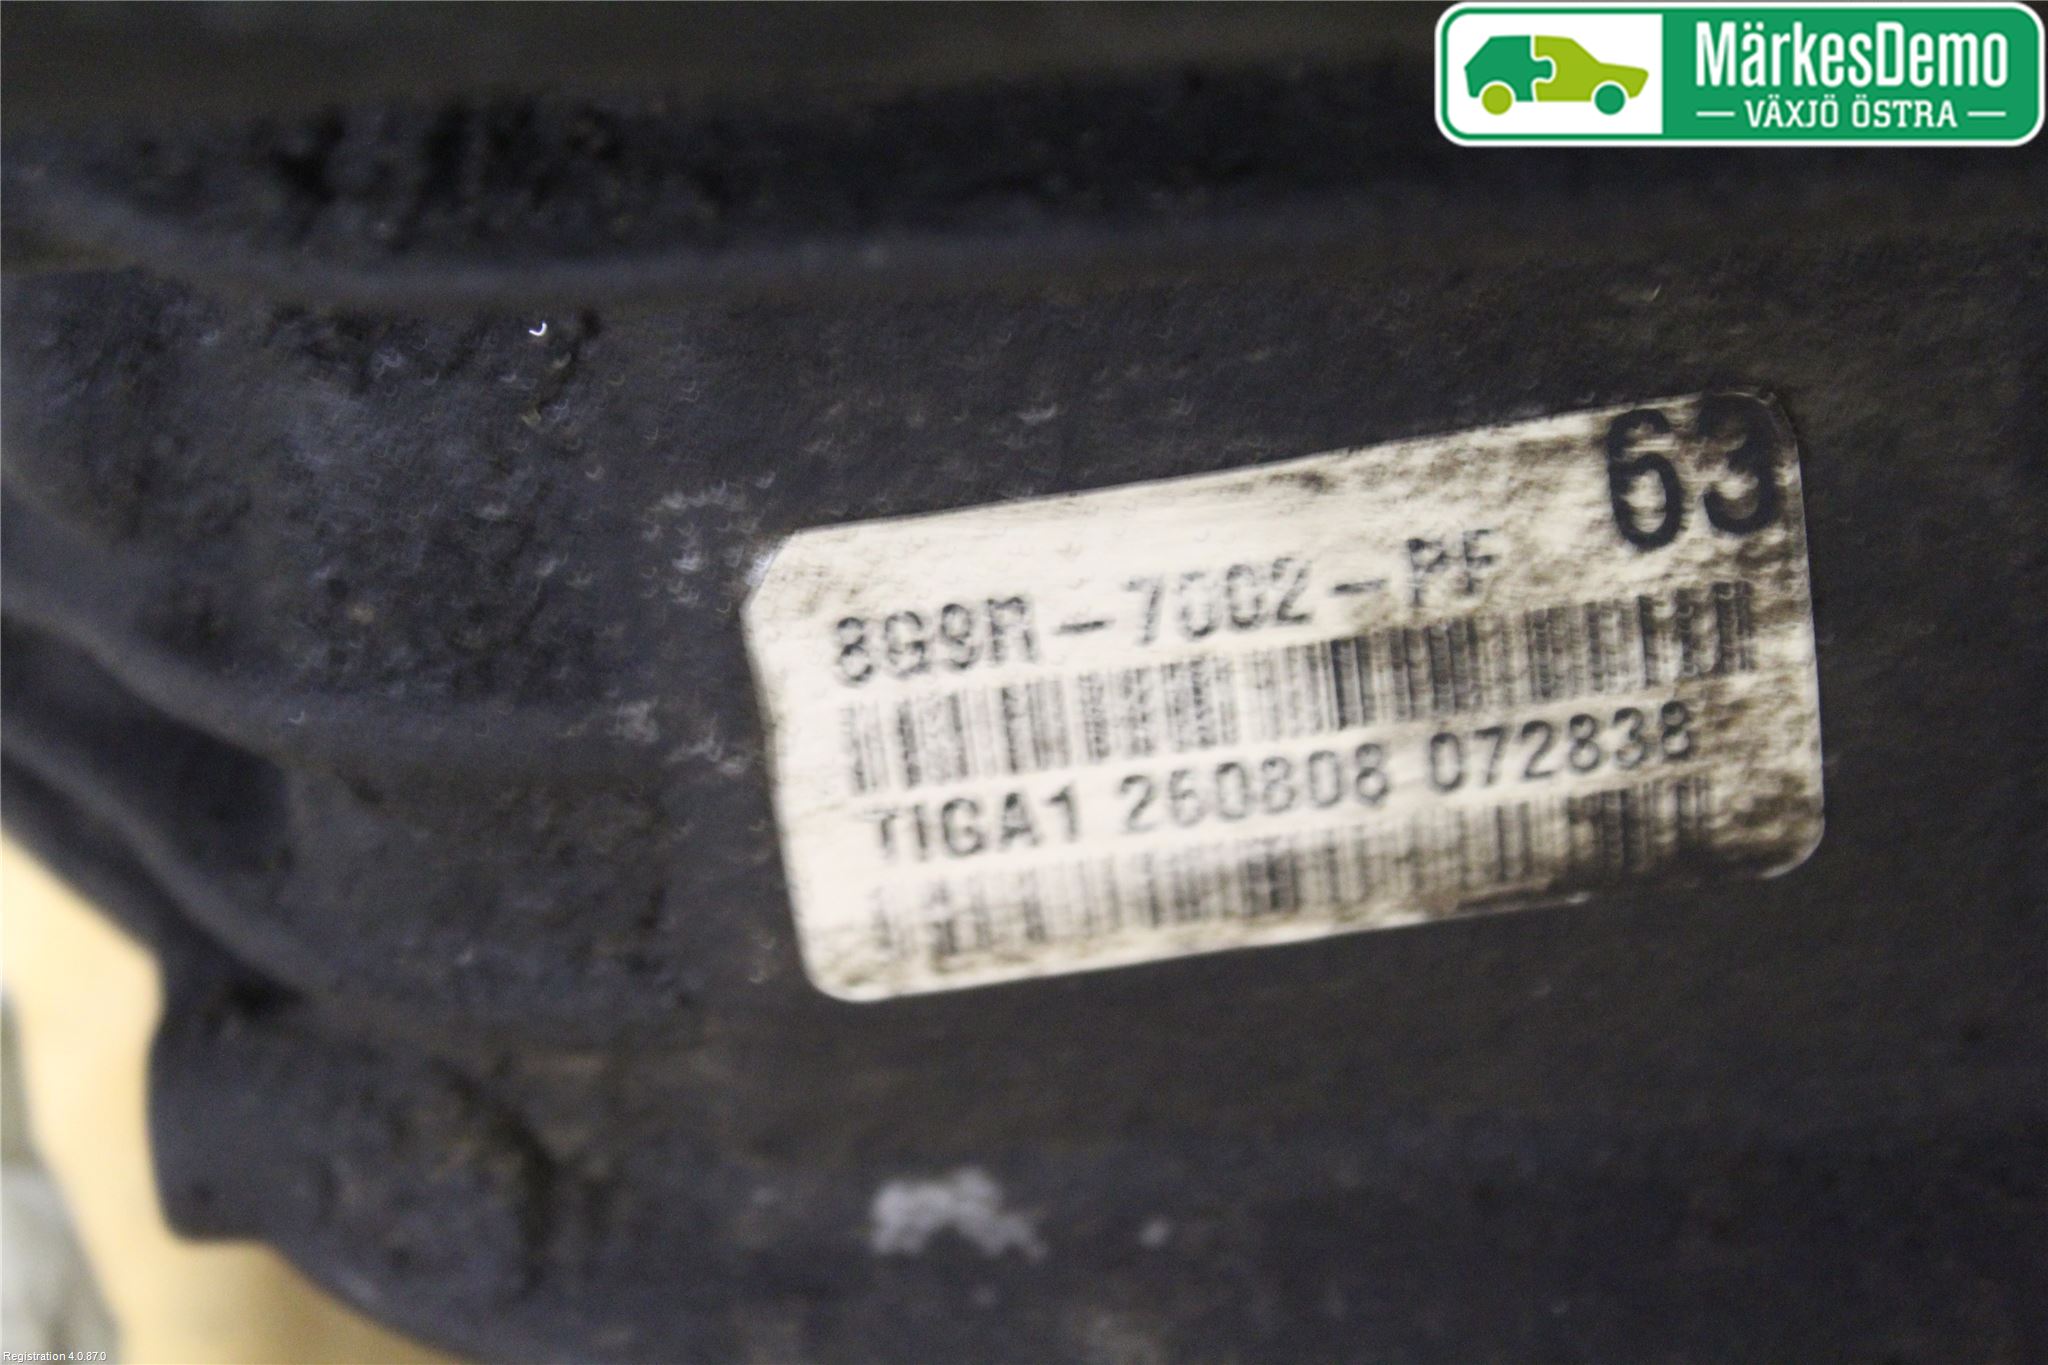 MärkesDemo
VÄXJÖ ÖSTRA
63
8G9R-7002-PF
TIGA1 260808 072838
Registration 4.0.87.0